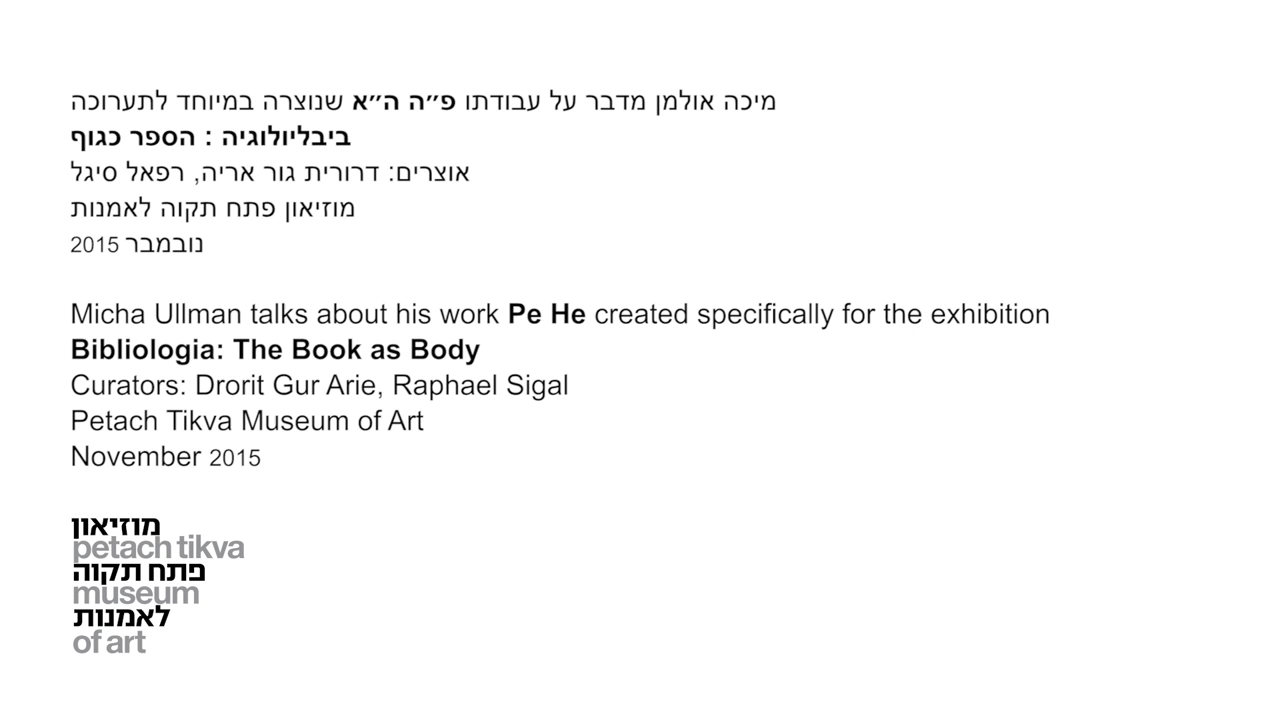 מיכה אולמן מדבר על עבודתו פ״ה ה״א שנוצרה במיוחד לתערוכה
ביבליולוגיה : הספר כגוף
אוצרים: דרורית גור אריה, רפאל סיגל
מוזיאון פתח תקוה לאמנות
נובמבר 2015
Micha Ullman talks about his work Pe He created specifically for the exhibition
Bibliologia: The Book as Body
Curators: Drorit Gur Arie, Raphael Sigal
Petach Tikva Museum of Art
November 2015
מוזיאון
petach tikva
פתח תקוה
museum
לאמנות
of art